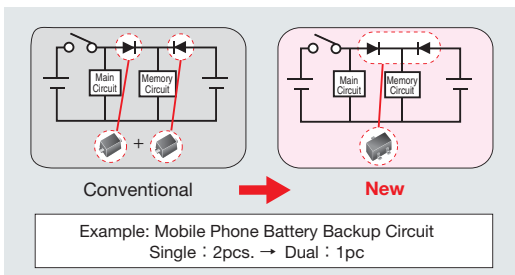 Main
Circuit
Memory
Circuit
Main
Circuit
Memory
Circuit
+
Conventional
New
Example: Mobile Phone Battery Backup Circuit
Single：2pcs. → Dual：1pc